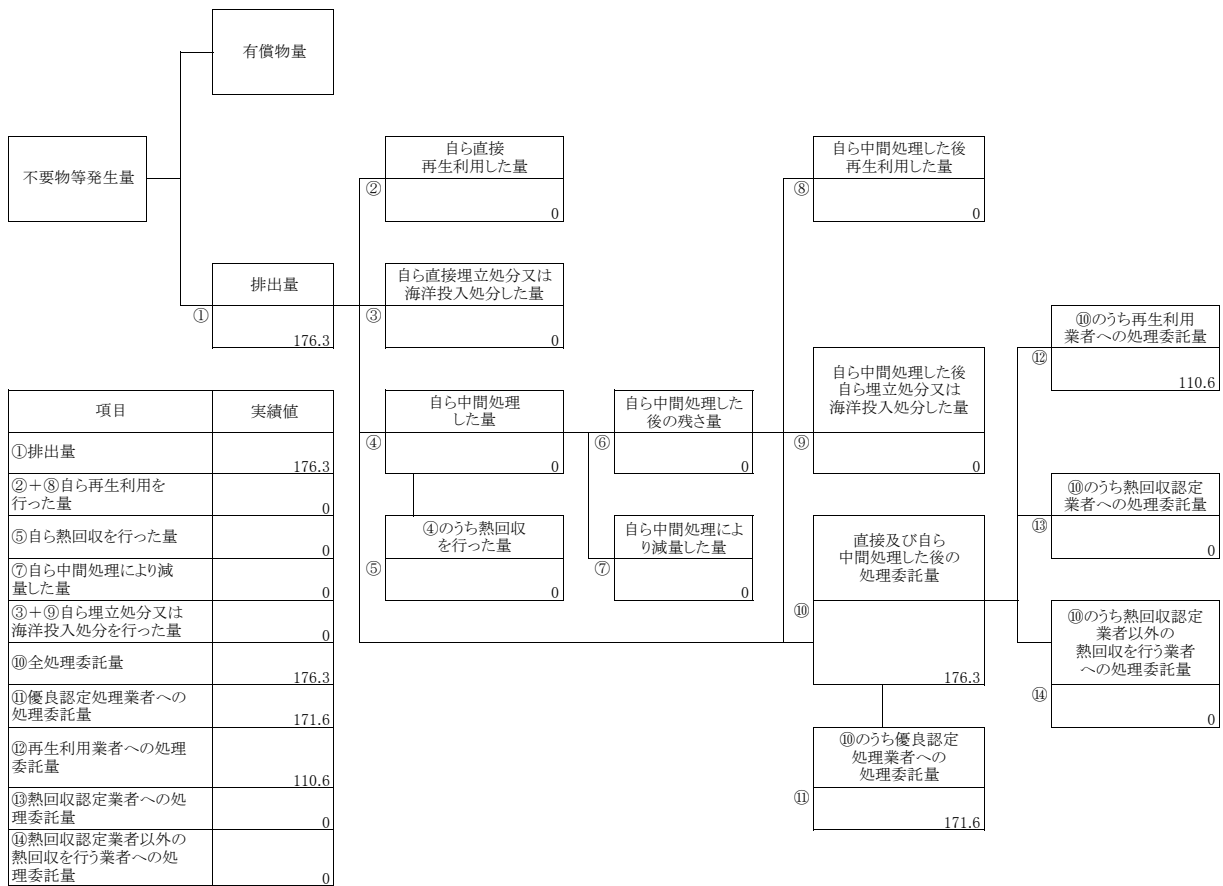 有償物量
不要物等発生量
自ら直接
再生利用した量
②
0
自ら中間処理した後
再生利用した量
⑧
0
排出量
①
176.3
自ら直接埋立処分又は
海洋投入処分した量
③
0
⑩のうち再生利用
業者への処理委託量
⑫
110.6
自ら中間処理
した量
④
0
自ら中間処理した
後の残さ量
⑥
0
自ら中間処理した後
自ら埋立処分又は
海洋投入処分した量
⑨
0
⑩のうち熱回収認定
業者への処理委託量
⑬
0
④のうち熱回収
を行った量
⑤
0
自ら中間処理によ
り減量した量
⑦
0
直接及び自ら
中間処理した後の
処理委託量
⑩
176.3
⑩のうち熱回収認定
業者以外の
熱回収を行う業者
への処理委託量
⑭
0
⑩のうち優良認定
処理業者への
処理委託量
⑪
171.6
項目 実績値
①排出量
176.3
②＋⑧自ら再生利用を
行った量
0
⑤自ら熱回収を行った量
0
⑦自ら中間処理により減
量した量
0
③＋⑨自ら埋立処分又は
海洋投入処分を行った量
0
⑩全処理委託量
176.3
⑪優良認定処理業者への
処理委託量
171.6
⑫再生利用業者への処理
委託量
110.6
⑬熱回収認定業者への処
理委託量
0
⑭熱回収認定業者以外の
熱回収を行う業者への処
理委託量
0